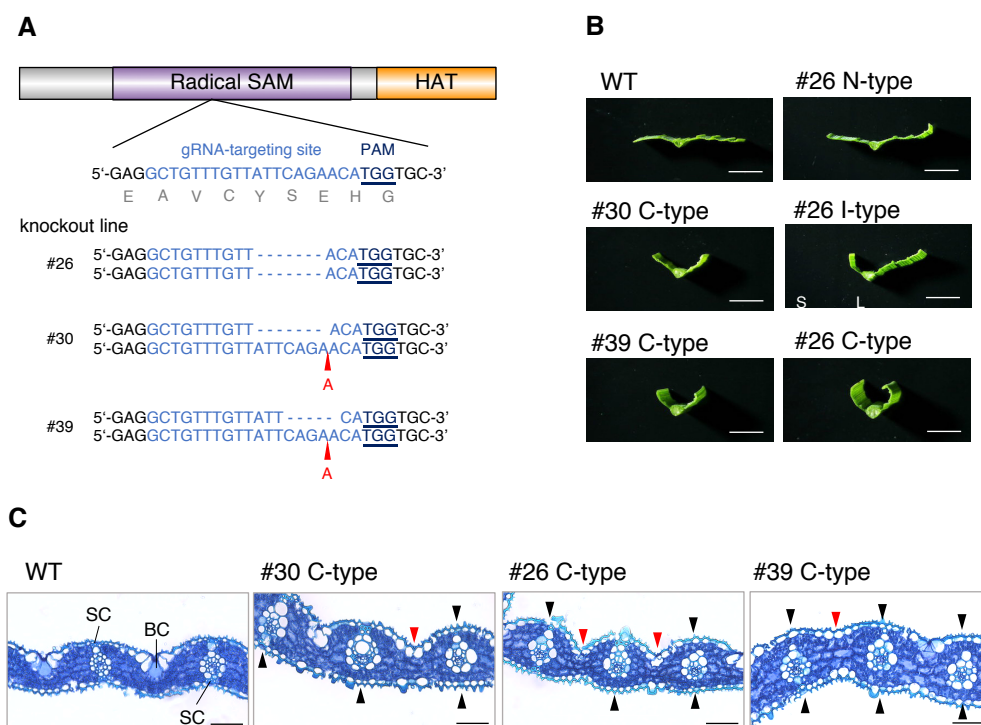 A
Radical SAM
HAT
gRNA-targeting site
PAM
5‘-GAGGCTGTTTGTTATTCAGAACATGGTGC-3’
E A V C Y S E H G
knockout line
#26
5‘-GAGGCTGTTTGTT-------ACATGGTGC-3’
5‘-GAGGCTGTTTGTT-------ACATGGTGC-3’
#30
5‘-GAGGCTGTTTGTT-------ACATGGTGC-3’
5‘-GAGGCTGTTTGTTATTCAGAACATGGTGC-3’
A
#39
5‘-GAGGCTGTTTGTTATT-----CATGGTGC-3’
5‘-GAGGCTGTTTGTTATTCAGAACATGGTGC-3’
A
B
WT
#26 N-type
#30 C-type
#26 I-type
S L
#39 C-type
#26 C-type
C
WT
#30 C-type
#26 C-type
#39 C-type
SC
BC
SC